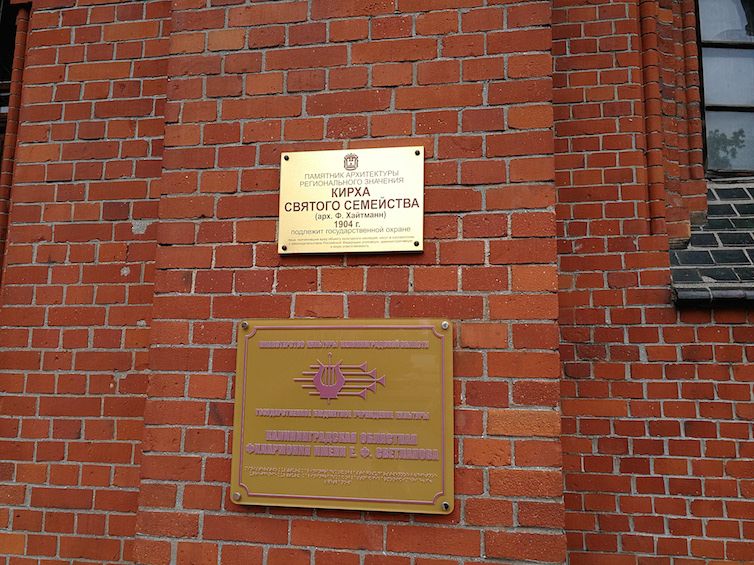 ПАМЯТНИК АРХИТЕКТУРЫ
РЕГИОНАЛЬНОГО ЗНАЧЕНИЯ
КИРХА
СВЯТОГО СЕМЕЙСТВА
(арх. Ф. Хайтманн)
1904 г.
подлежит государственной охране
МИНИСТЕРСТВО КУЛЬТУРЫ КАЛИНИНГРАДСКОЙ ОБЛАСТИ
ГОСУДАРСТВЕННОЕ БЮДЖЕТНОЕ УЧРЕЖДЕНИЕ КУЛЬТУРЫ
КАЛИНИНГРАДСКАЯ ОБЛАСТНАЯ
ФИЛАРМОНИЯ ИМЕНИ Е. Ф. СВЕТЛАНОВА